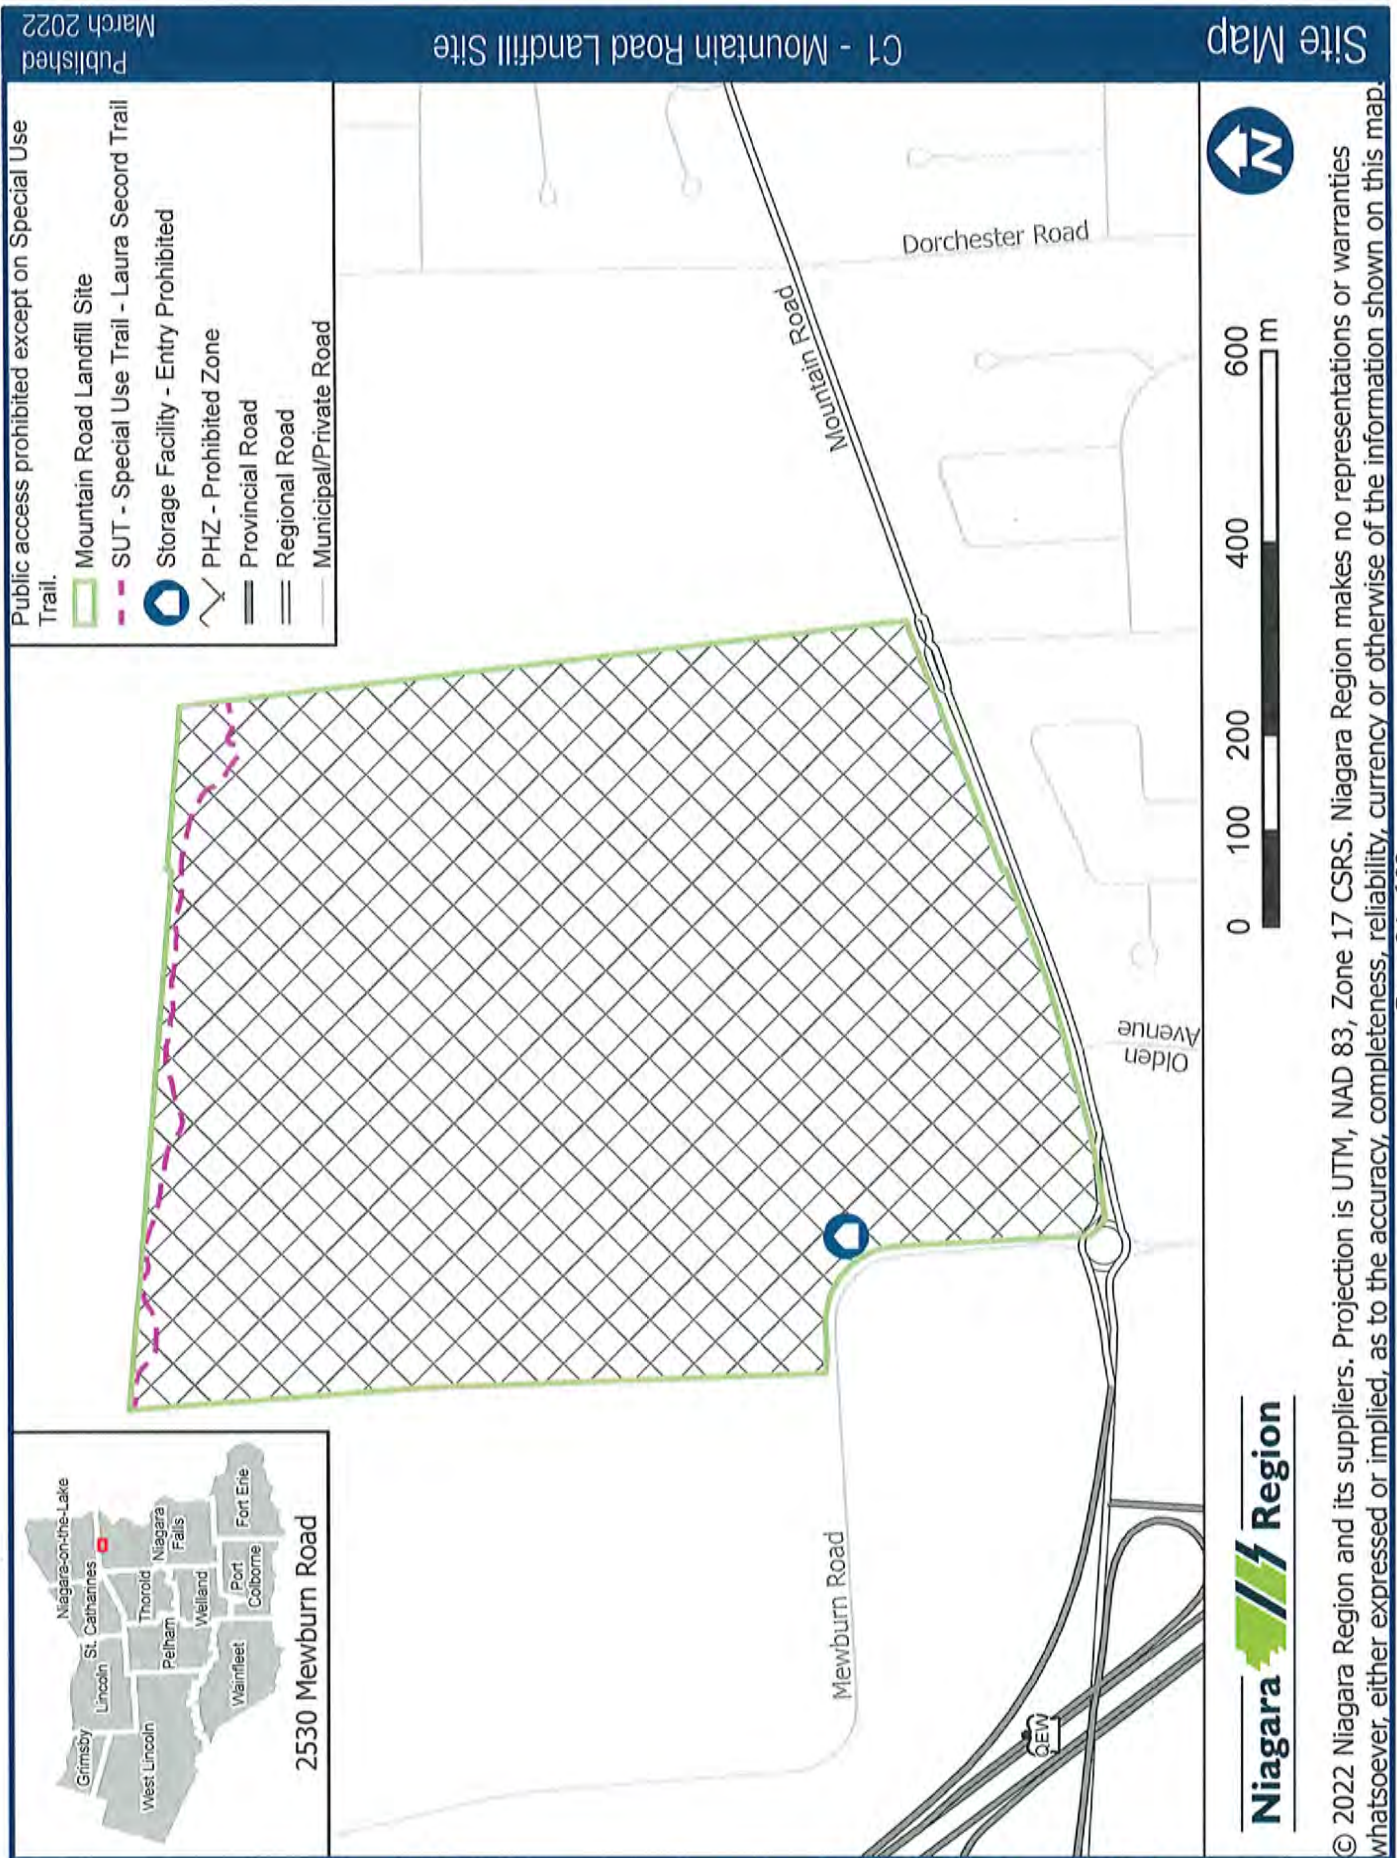 Site Map
C1 - Mountain Road Landfill Site
Published
March 2022
Grimsby
Lincoln
St. Catharines
Niagara-on-the-Lake
West Lincoln
Pelham
Thorold
Niagara
Falls
Welland
Wainfleet
Port
Colborne
Fort Erie
2530 Mewburn Road
Public access prohibited except on Special Use
Trail.
Mountain Road Landfill Site
SUT - Special Use Trail - Laura Second Trail
Storage Facility - Entry Prohibited
PHZ - Prohibited Zone
Provincial Road
Regional Road
Municipal/Private Road
Mewburn Road
QEW
Olden
Avenue
Mountain Road
Dorchester Road
Niagara Region
0 100 200 400 600
m
N
© 2022 Niagara Region and its suppliers. Projection is UTM, NAD 83, Zone 17 CSRS. Niagara Region makes no representations or warranties
whatsoever, either expressed or implied, as to the accuracy, completeness, reliability, currency or otherwise of the information shown on this map.